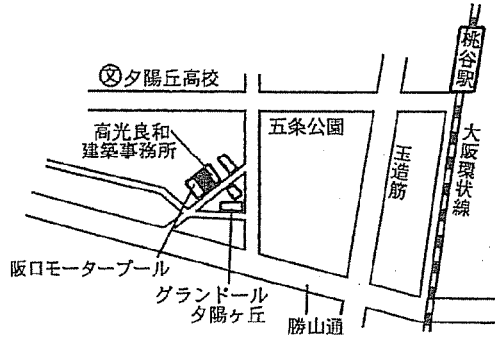 桃谷駅
文夕陽丘高校
高光良和
建築事務所
五条公園
玉造筋
大阪環状線
阪口モータープール
グランドール
夕陽ヶ丘
勝山通